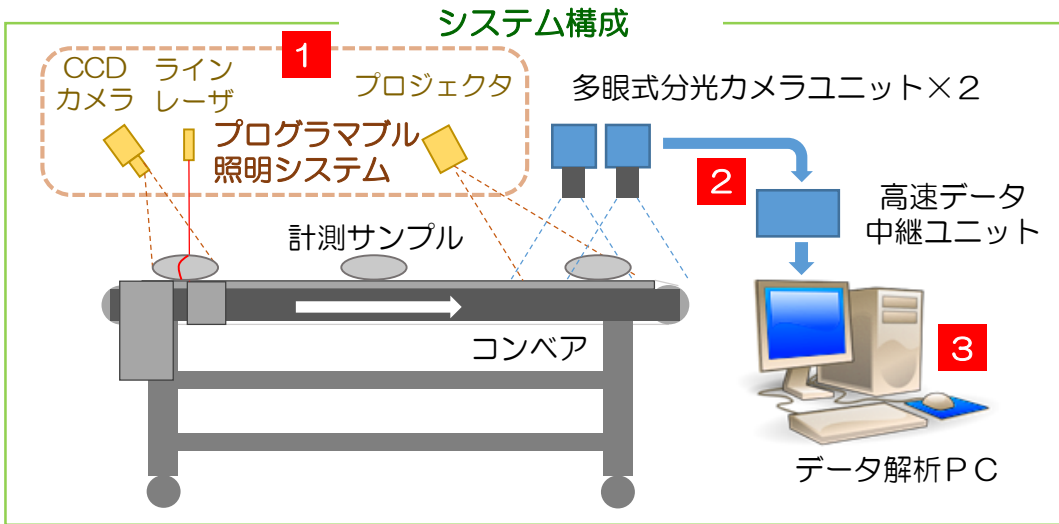 システム構成
1
CCD
カメラ
ライン
レーザ
プロジェクタ
プログラマブル
照明システム
多眼式分光カメラユニット×２
2
高速データ
中継ユニット
計測サンプル
コンベア
3
データ解析ＰＣ